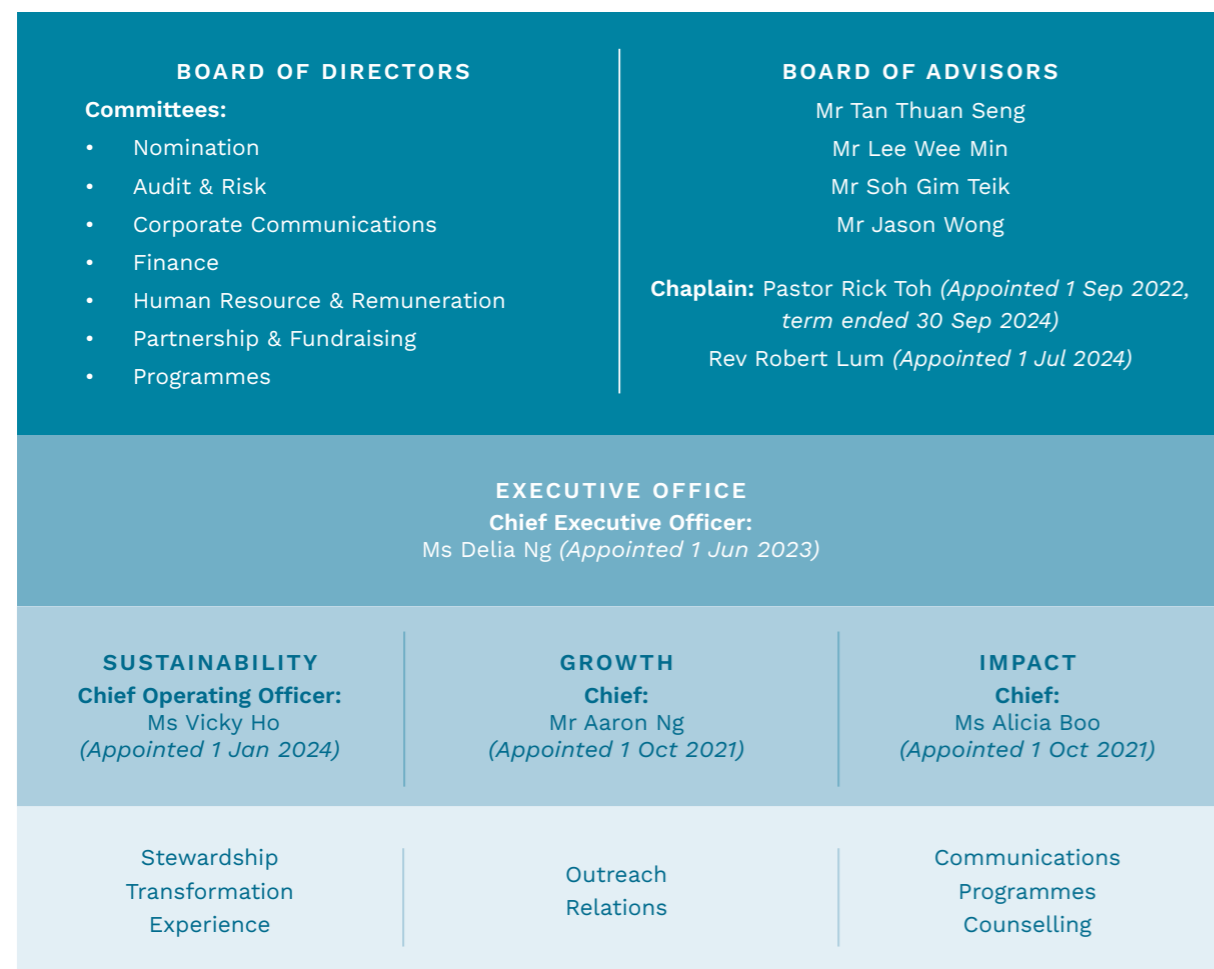 BOARD OF DIRECTORS
Committees:
• Nomination
• Audit & Risk
• Corporate Communications
• Finance
• Human Resource & Remuneration
• Partnership & Fundraising
• Programmes
BOARD OF ADVISORS
Mr Tan Thuan Seng
Mr Lee Wee Min
Mr Soh Gim Teik
Mr Jason Wong
Chaplain: Pastor Rick Toh (Appointed 1 Sep 2022,
term ended 30 Sep 2024)
Rev Robert Lum (Appointed 1 Jul 2024)
EXECUTIVE OFFICE
Chief Executive Officer:
Ms Delia Ng (Appointed 1 Jun 2023)
SUSTAINABILITY
Chief Operating Officer:
Ms Vicky Ho
(Appointed 1 Jan 2024)
GROWTH
Chief:
Mr Aaron Ng
(Appointed 1 Oct 2021)
IMPACT
Chief:
Ms Alicia Boo
(Appointed 1 Oct 2021)
Stewardship
Transformation
Experience
Outreach
Relations
Communications
Programmes
Counselling